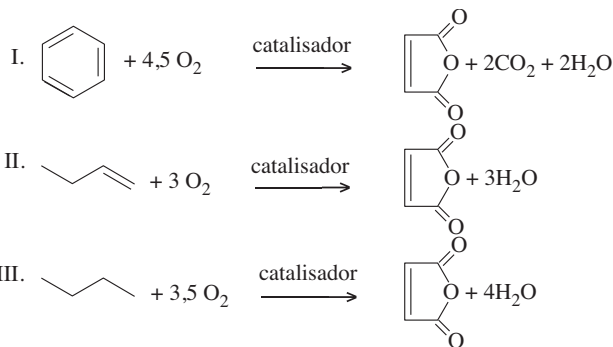 catalisador
I. + 4,5 O₂ O O O + 2CO₂ + 2H₂O
catalisador
II. + 3 O₂ O O O + 3H₂O
catalisador
III. + 3,5 O₂ O O O + 4H₂O